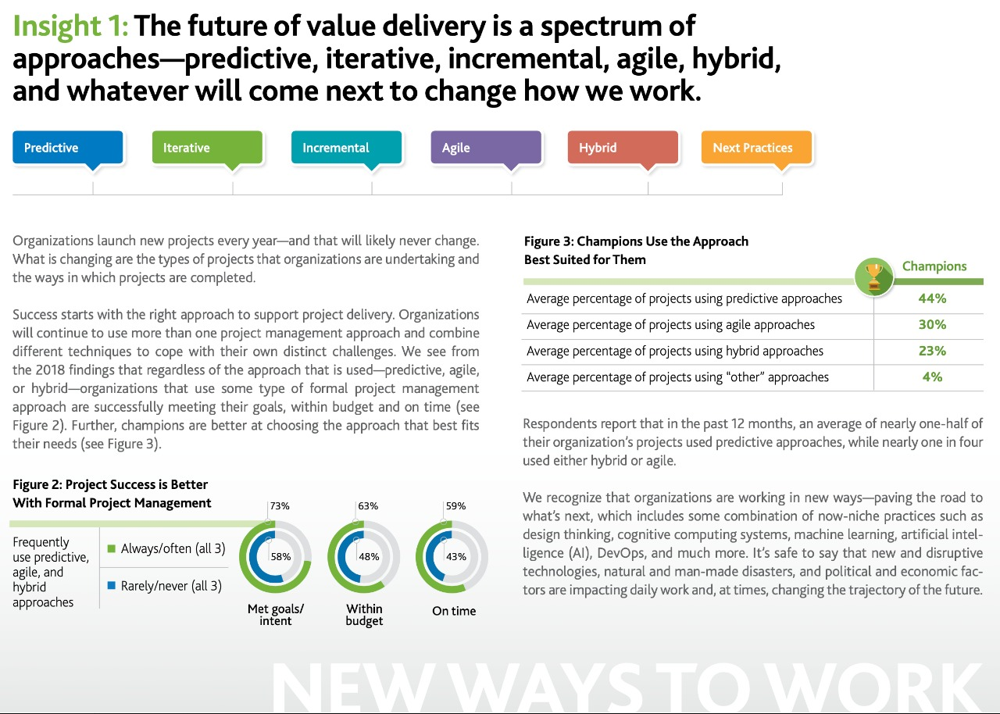 Insight 1: The future of value delivery is a spectrum of
approaches—predictive, iterative, incremental, agile, hybrid,
and whatever will come next to change how we work.
Predictive
Iterative
Incremental
Agile
Hybrid
Next Practices
Organizations launch new projects every year—and that will likely never change.
What is changing are the types of projects that organizations are undertaking and
the ways in which projects are completed.
Success starts with the right approach to support project delivery. Organizations
will continue to use more than one project management approach and combine
different techniques to cope with their own distinct challenges. We see from
the 2018 findings that regardless of the approach that is used—predictive, agile,
or hybrid—organizations that use some type of formal project management
approach are successfully meeting their goals, within budget and on time (see
Figure 2). Further, champions are better at choosing the approach that best fits
their needs (see Figure 3).
Figure 2: Project Success is Better
With Formal Project Management
Frequently
use predictive,
agile, and
hybrid
approaches
Always/often (all 3)
Rarely/never (all 3)
73%
58%
Met goals/
intent
63%
48%
Within
budget
59%
43%
On time
Figure 3: Champions Use the Approach
Best Suited for Them
Champions
Average percentage of projects using predictive approaches 44%
Average percentage of projects using agile approaches 30%
Average percentage of projects using hybrid approaches 23%
Average percentage of projects using “other” approaches 4%
Respondents report that in the past 12 months, an average of nearly one-half of
their organization’s projects used predictive approaches, while nearly one in four
used either hybrid or agile.
We recognize that organizations are working in new ways—paving the road to
what’s next, which includes some combination of now-niche practices such as
design thinking, cognitive computing systems, machine learning, artificial intel-
ligence (AI), DevOps, and much more. It’s safe to say that new and disruptive
technologies, natural and man-made disasters, and political and economic fac-
tors are impacting daily work and, at times, changing the trajectory of the future.
NEW WAYS TO WORK